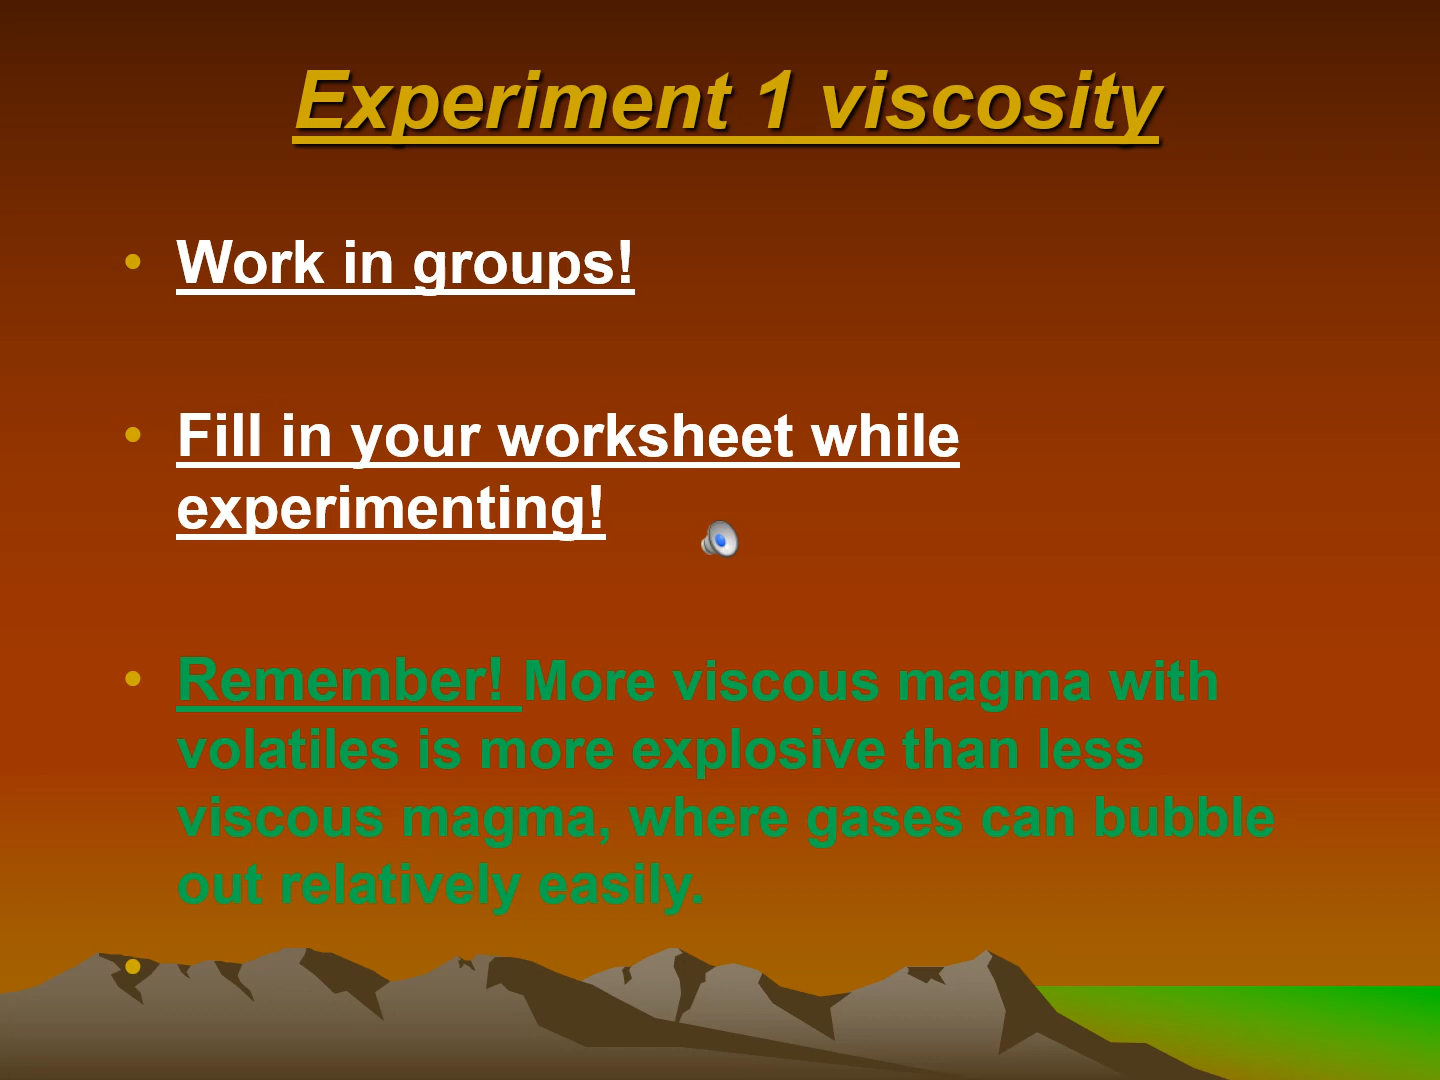 Experiment 1 viscosity
• Work in groups!
• Fill in your worksheet while
experimenting!
• Remember! More viscous magma with
volatiles is more explosive than less
viscous magma, where gases can bubble
out relatively easily.
•